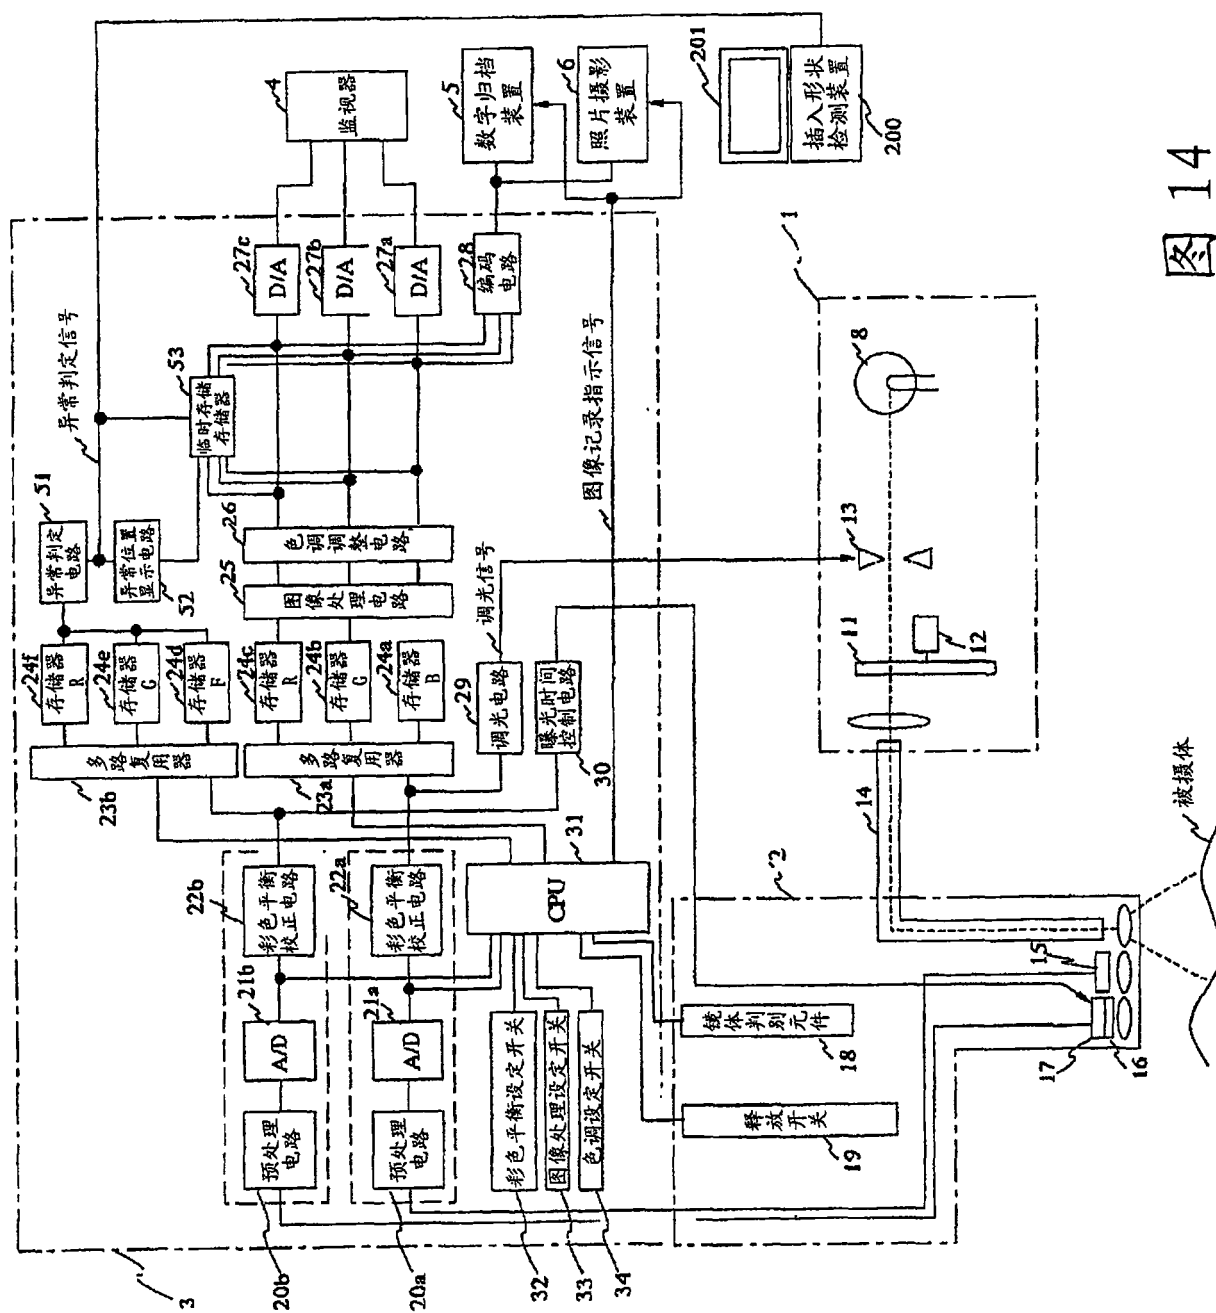 3
20b
预处理
电路
21b
A/D
22b
彩色平衡
校正电路
20a
预处理
电路
21a
A/D
22a
彩色平衡
校正电路
23b
多路复用器
24f
存储器
R
24e
存储器
G
24d
存储器
F
23a
多路复用器
24c
存储器
R
24b
存储器
G
24a
存储器
B
51
异常判定
电路
52
异常位置
显示电路
异常判定信号
53
临时存储
存储器
25
图像处理电路
26
色调调整电路
27c
D/A
27b
D/A
27a
D/A
28
编码
电路
4
监视器
5
数字归档
装置
6
照片摄影
装置
201
插入形状
检测装置
200
29
调光电路
调光信号
30
曝光时间
控制电路
31
CPU
图像记录指示信号
32
彩色平衡设定开关
33
图像处理设定开关
34
色调设定开关
2
镜体判别元件
18
释放开关
19
17
16
15
14
被摄体
1
8
13
11
12
图 14